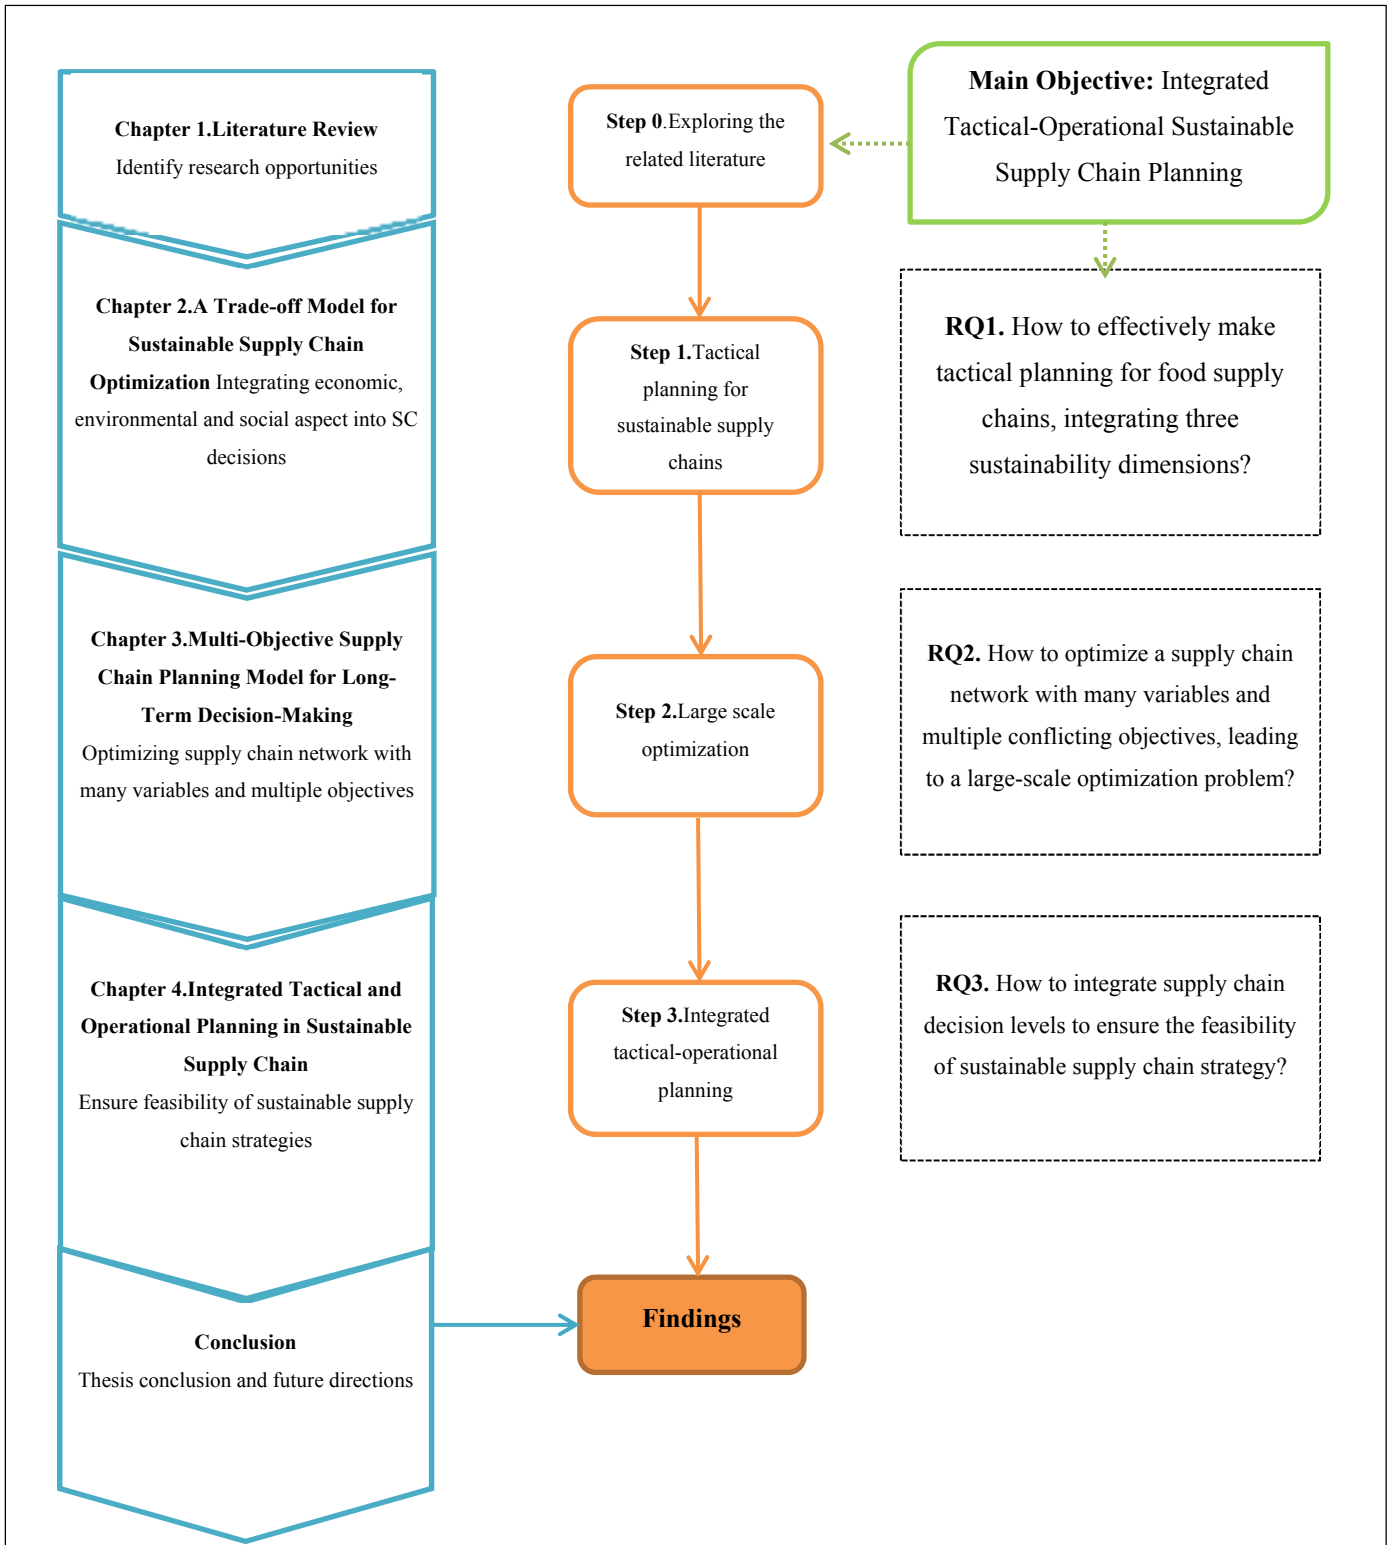 Chapter 1.Literature Review
Identify research opportunities
Chapter 2.A Trade-off Model for
Sustainable Supply Chain
Optimization Integrating economic,
environmental and social aspect into SC
decisions
Chapter 3.Multi-Objective Supply
Chain Planning Model for Long-
Term Decision-Making
Optimizing supply chain network with
many variables and multiple objectives
Chapter 4.Integrated Tactical and
Operational Planning in Sustainable
Supply Chain
Ensure feasibility of sustainable supply
chain strategies
Conclusion
Thesis conclusion and future directions
Step 0.Exploring the
related literature
Step 1.Tactical
planning for
sustainable supply
chains
Step 2.Large scale
optimization
Step 3.Integrated
tactical-operational
planning
Findings
Main Objective: Integrated
Tactical-Operational Sustainable
Supply Chain Planning
RQ1. How to effectively make
tactical planning for food supply
chains, integrating three
sustainability dimensions?
RQ2. How to optimize a supply chain
network with many variables and
multiple conflicting objectives, leading
to a large-scale optimization problem?
RQ3. How to integrate supply chain
decision levels to ensure the feasibility
of sustainable supply chain strategy?